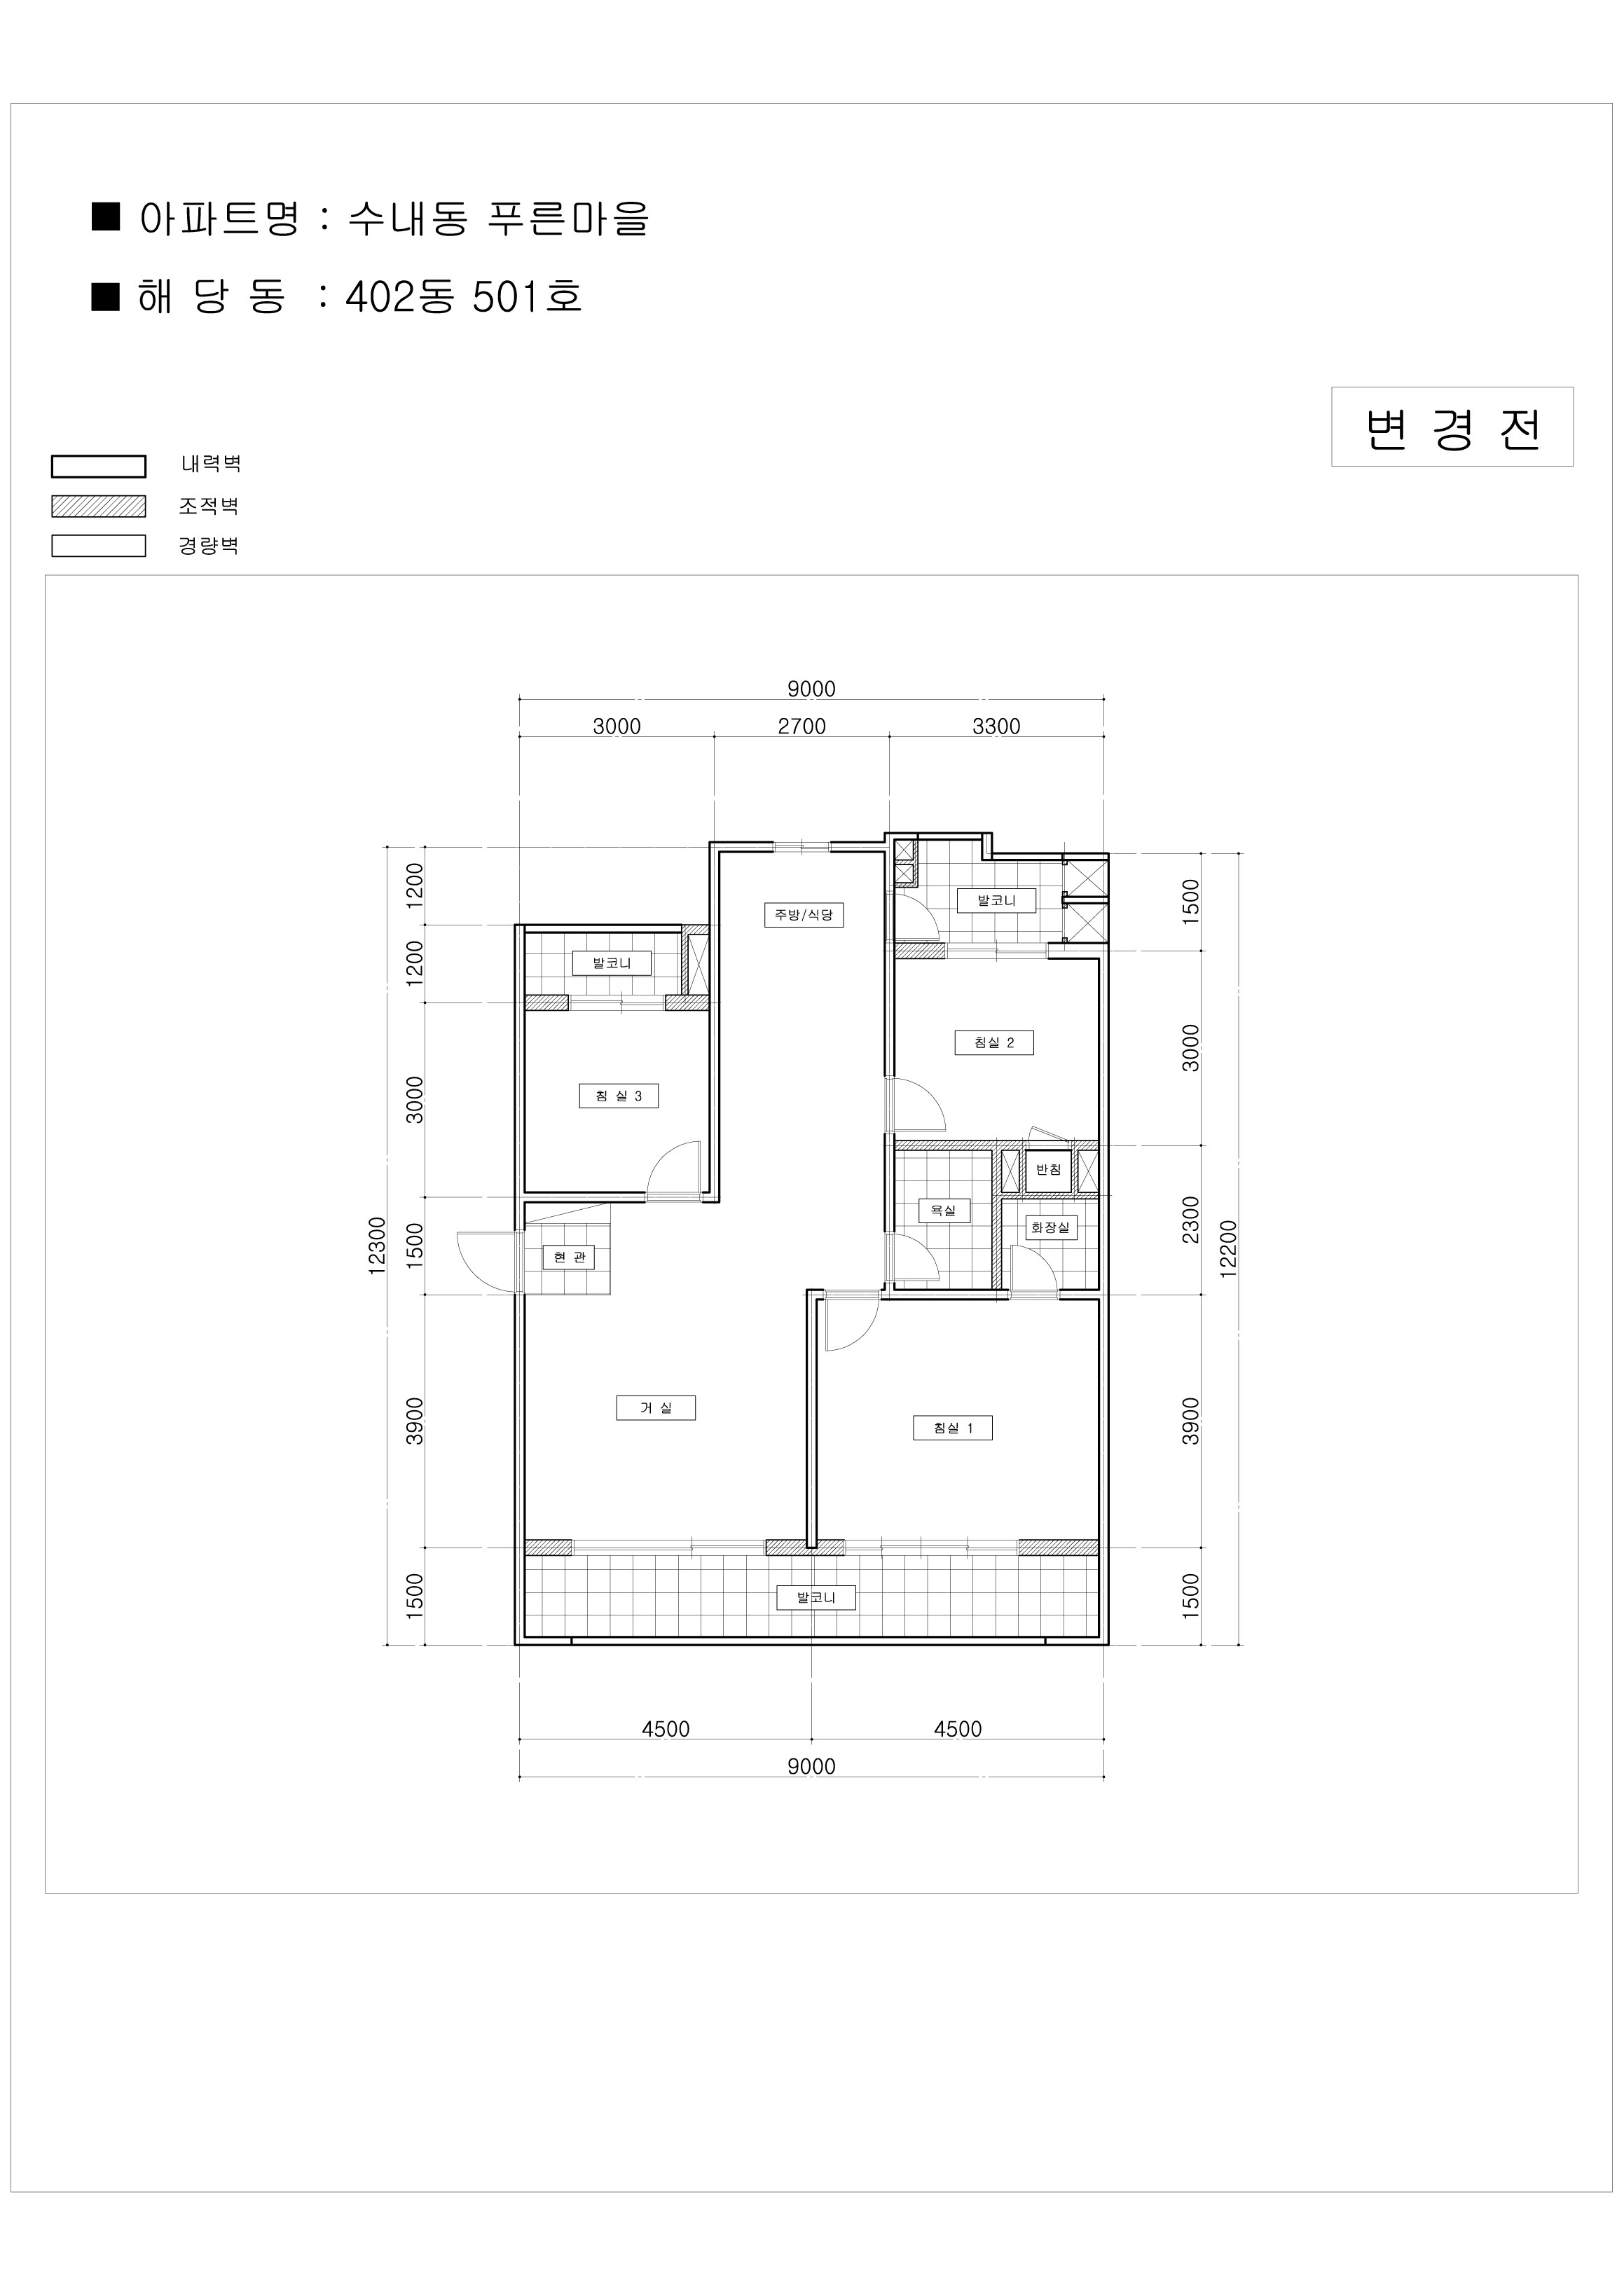 ■ 아파트명 : 수내동 푸른마을
■ 해 당 동 : 402동 501호
변 경 전
내력벽
조적벽
경량벽
9000
3000 2700 3300
주방/식당
발코니
발코니
침실 2
침 실 3
반침
욕실
화장실
현 관
거 실
침실 1
발코니
12300
1200
1200
3000
1500
3900
1500
1500
3000
2300
3900
1500
12200
4500 4500
9000